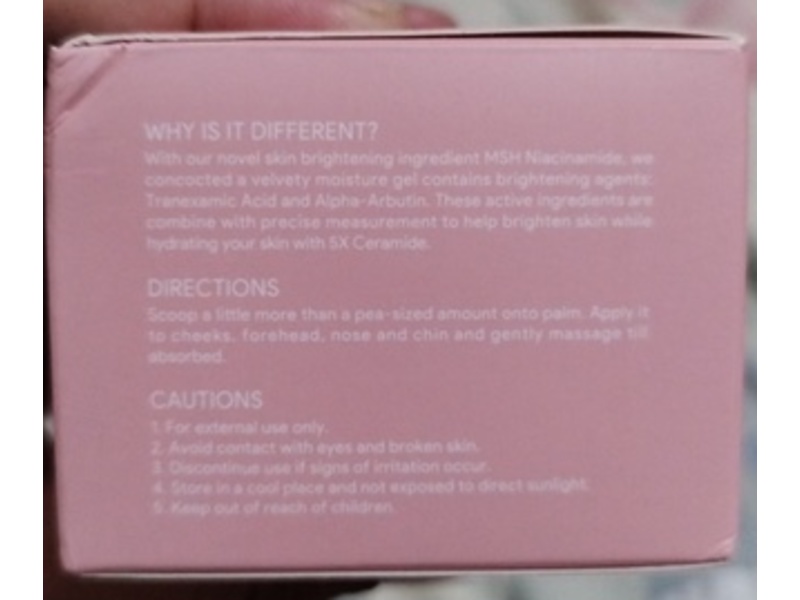 WHY IS IT DIFFERENT?
With our novel skin brightening ingredient MSH Niacinamide, we
concocted a velvety moisture gel contains brightening agents:
Tranexamic Acid and Alpha-Arbutin. These active ingredients are
combine with precise measurement to help brighten skin while
hydrating your skin with 5X Ceramide.
DIRECTIONS
Scoop a little more than a pea-sized amount onto palm. Apply it
to cheeks, forehead, nose and chin and gently massage till
absorbed.
CAUTIONS
1. For external use only.
2. Avoid contact with eyes and broken skin.
3. Discontinue use if signs of irritation occur.
4. Store in a cool place and not exposed to direct sunlight.
5. Keep out of reach of children.